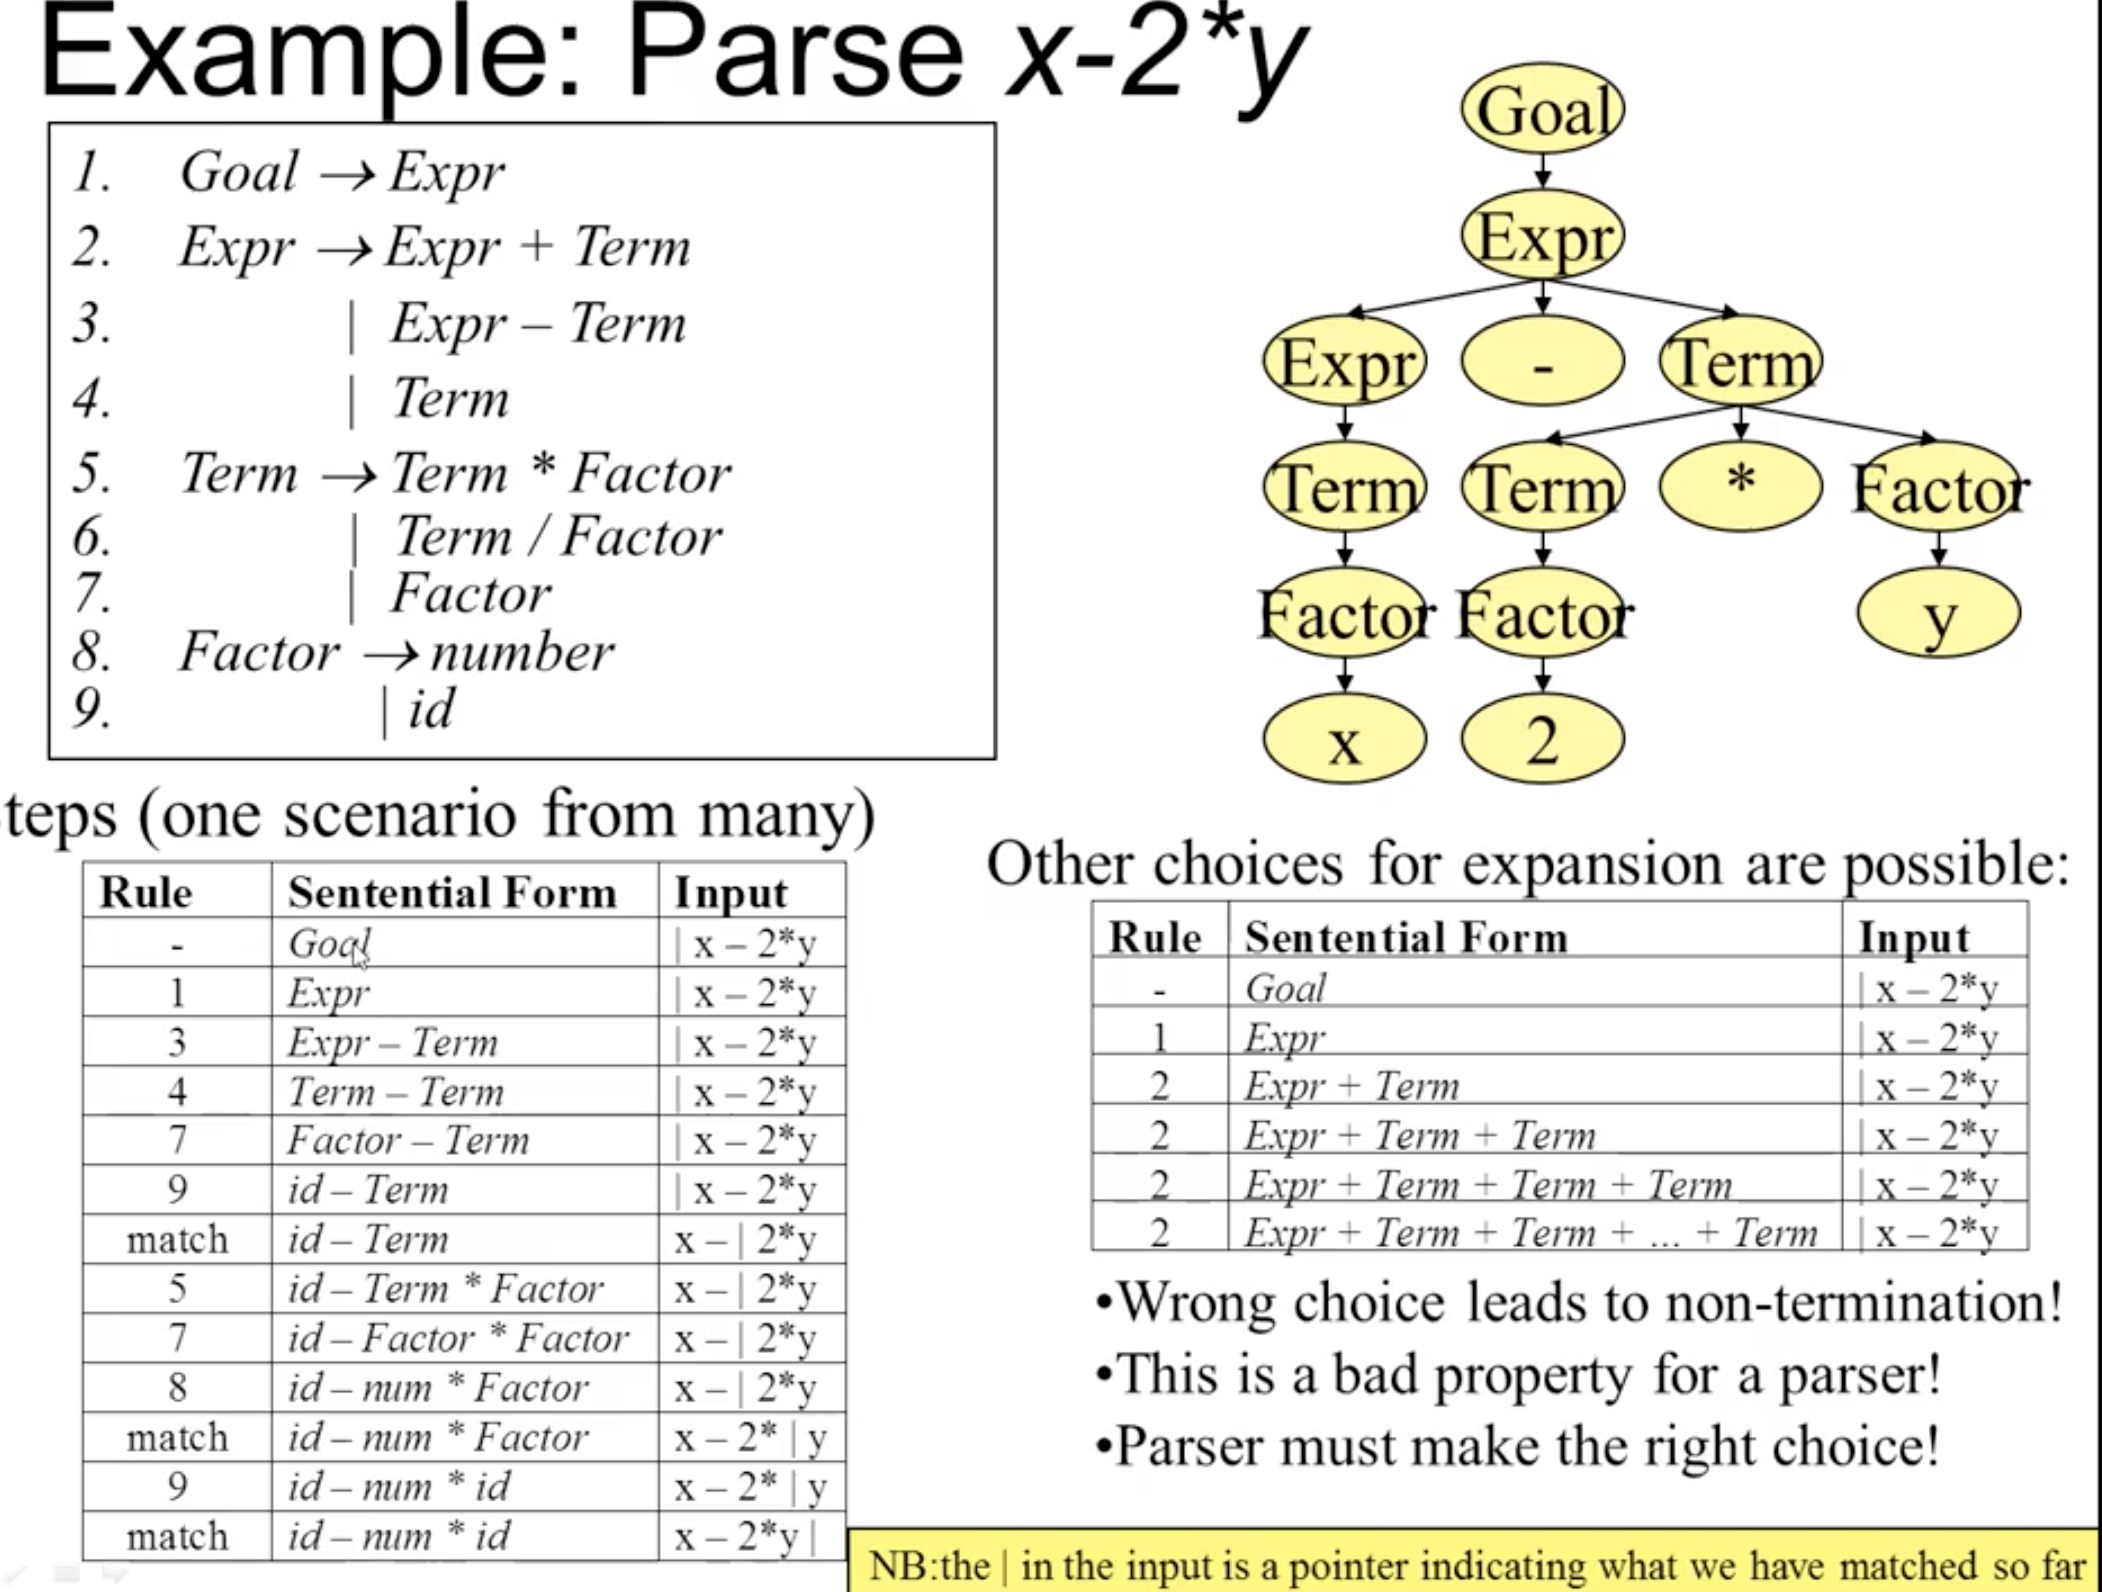 Example: Parse x-2*y
1. Goal → Expr
2. Expr → Expr + Term
3. | Expr – Term
4. | Term
5. Term → Term * Factor
6. | Term / Factor
7. | Factor
8. Factor → number
9. | id
Goal
Expr
Expr - Term
Term Term * Factor
Factor Factor y
x 2
teps (one scenario from many)
Rule Sentential Form Input
- Goal | x – 2*y
1 Expr | x – 2*y
3 Expr – Term | x – 2*y
4 Term – Term | x – 2*y
7 Factor – Term | x – 2*y
9 id – Term | x – 2*y
match id – Term x – | 2*y
5 id – Term * Factor x – | 2*y
7 id – Factor * Factor x – | 2*y
8 id – num * Factor x – | 2*y
match id – num * Factor x – 2* | y
9 id – num * id x – 2* | y
match id – num * id x – 2*y |
Other choices for expansion are possible:
Rule Sentential Form Input
- Goal | x – 2*y
1 Expr | x – 2*y
2 Expr + Term | x – 2*y
2 Expr + Term + Term | x – 2*y
2 Expr + Term + Term + Term | x – 2*y
2 Expr + Term + Term + ... + Term | x – 2*y
•Wrong choice leads to non-termination!
•This is a bad property for a parser!
•Parser must make the right choice!
NB:the | in the input is a pointer indicating what we have matched so far